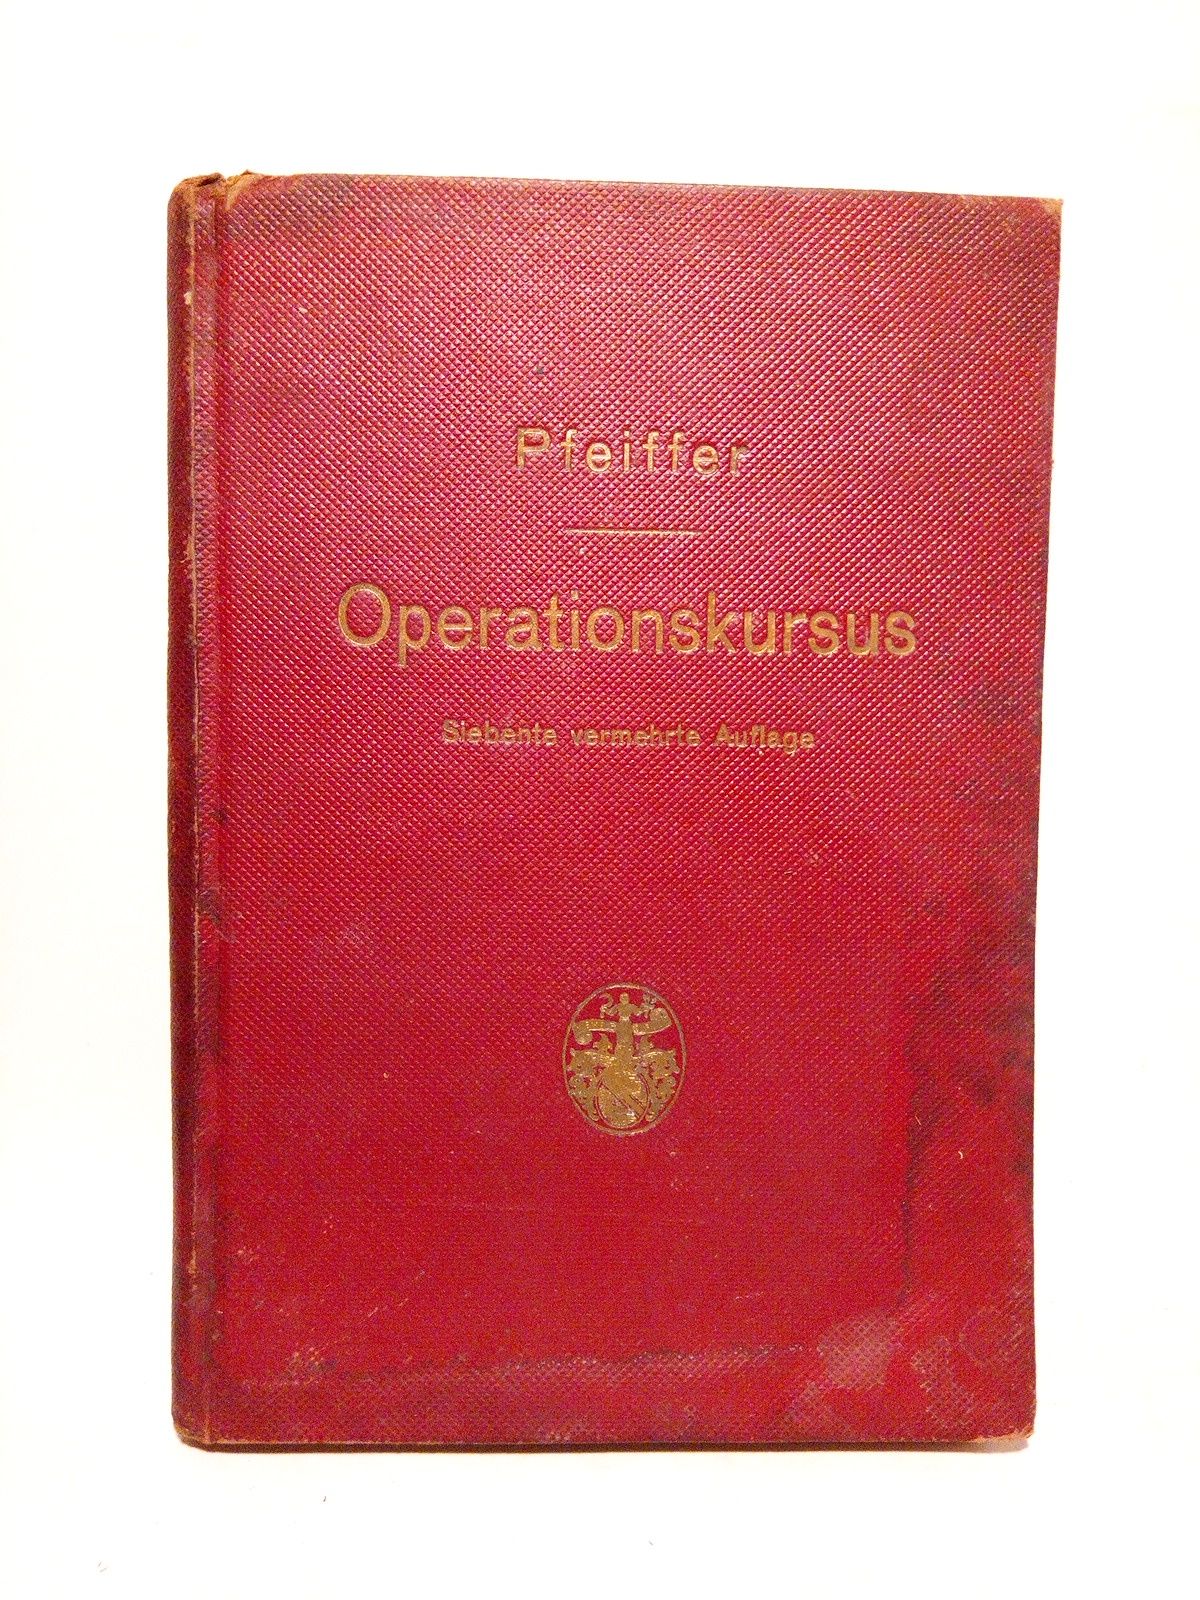 Pfeiffer
Operationskursus
Siebente vermehrte Auflage